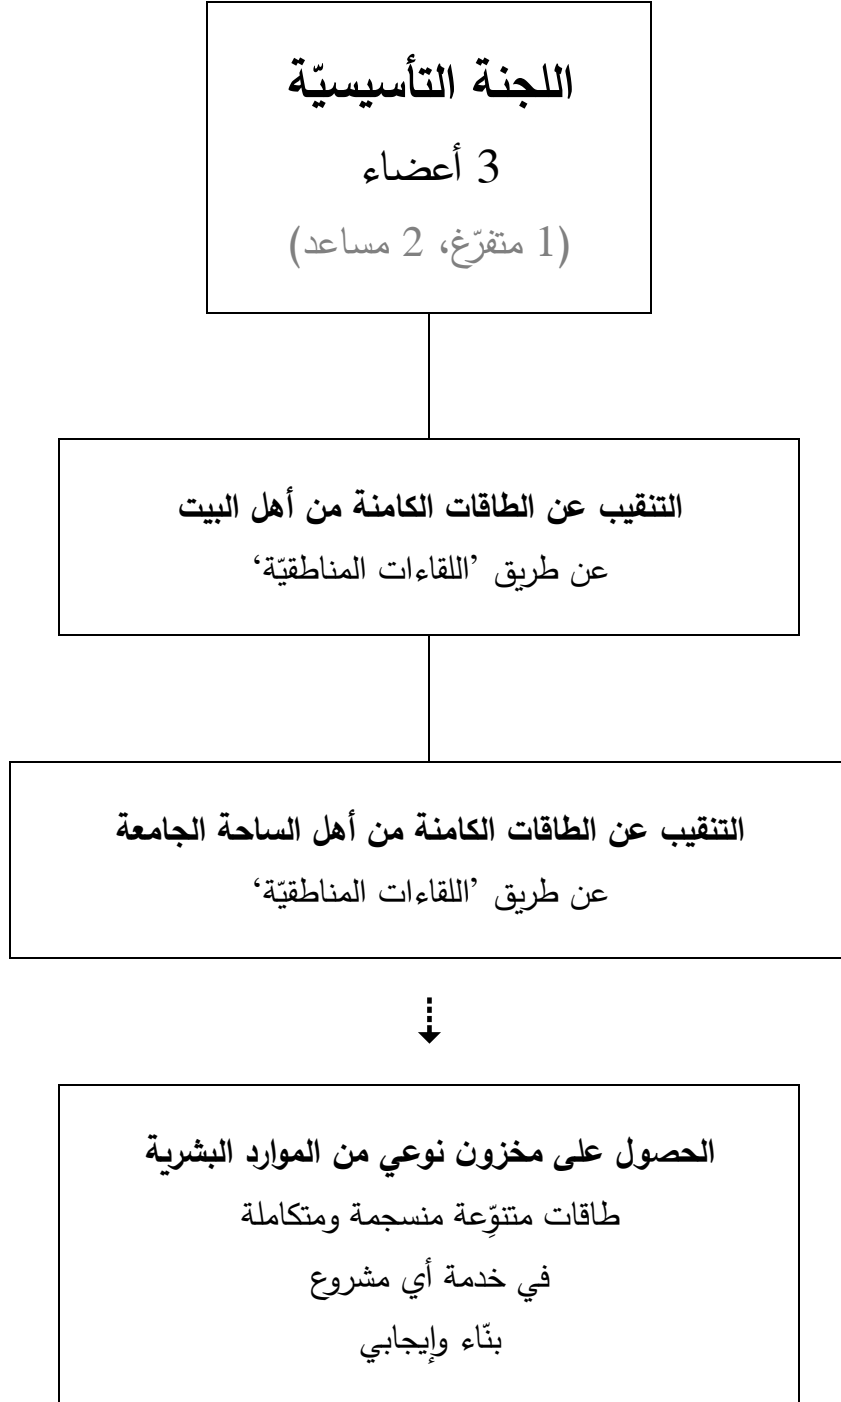 اللجنة التأسيسيّة
3 أعضاء
(1 متفرّغ، 2 مساعد)
التنقيب عن الطاقات الكامنة من أهل البيت
عن طريق ’اللقاءات المناطقيّة‘
التنقيب عن الطاقات الكامنة من أهل الساحة الجامعة
عن طريق ’اللقاءات المناطقيّة‘
الحصول على مخزون نوعي من الموارد البشرية
طاقات متنوِّعة منسجمة ومتكاملة
في خدمة أي مشروع
بنّاء وإيجابي